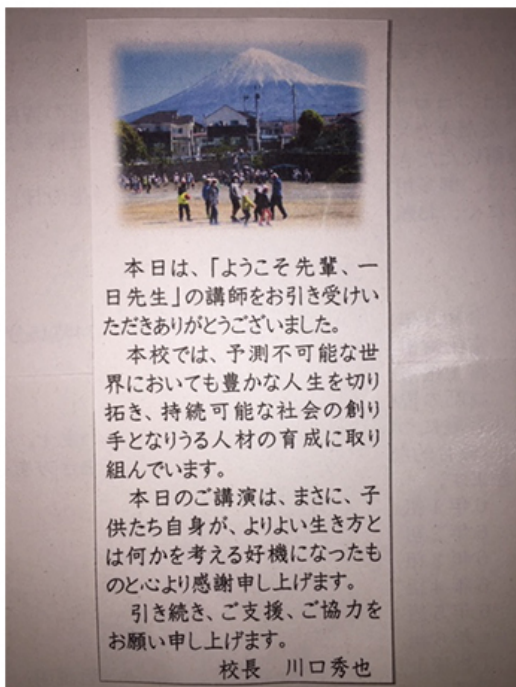 本日は、「ようこそ先輩、一
日先生」の講師をお引き受けい
ただきありがとうございました。
本校では、予測不可能な世
界においても豊かな人生を切り
拓き、持続可能な社会の創り
手となりうる人材の育成に取り
組んでいます。
本日のご講演は、まさに、子
供たち自身が、よりよい生き方と
は何かを考える好機になったも
のと心より感謝申し上げます。
引き続き、ご支援、ご協力を
お願い申し上げます。
校長 川口秀也